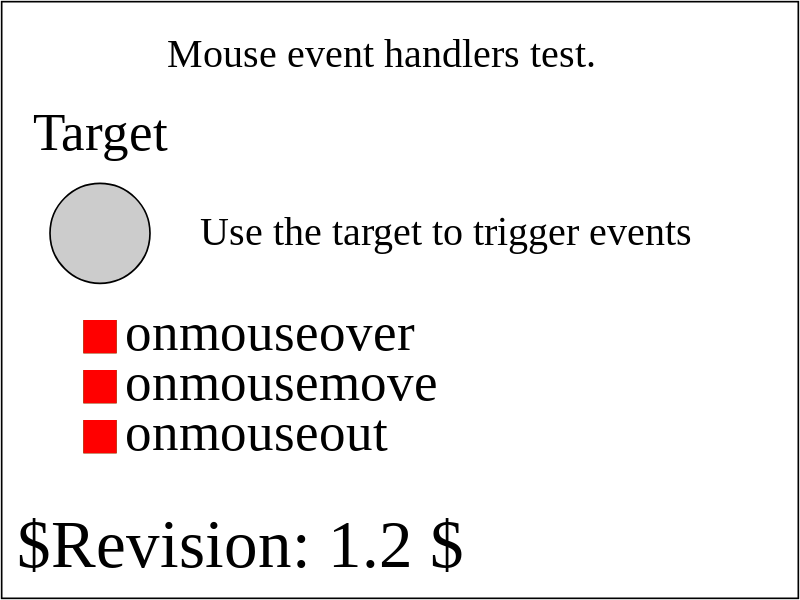 Mouse event handlers test.
Target
Use the target to trigger events
onmouseover
onmousemove
onmouseout
$Revision: 1.2 $